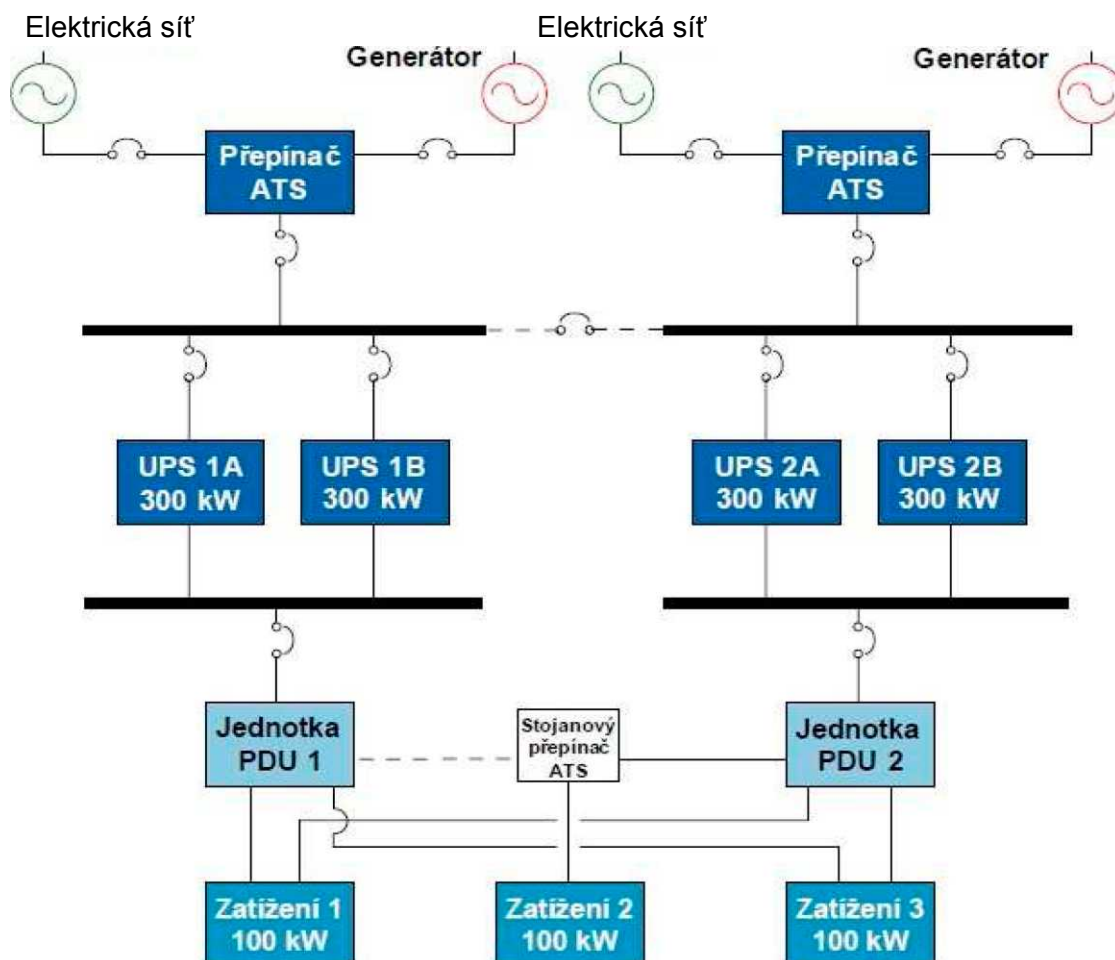 Elektrická síť
Elektrická síť
Generátor
Generátor
Přepínač
ATS
Přepínač
ATS
UPS 1A
300 kW
UPS 1B
300 kW
UPS 2A
300 kW
UPS 2B
300 kW
Jednotka
PDU 1
Stojanový
přepínač
ATS
Jednotka
PDU 2
Zatížení 1
100 kW
Zatížení 2
100 kW
Zatížení 3
100 kW